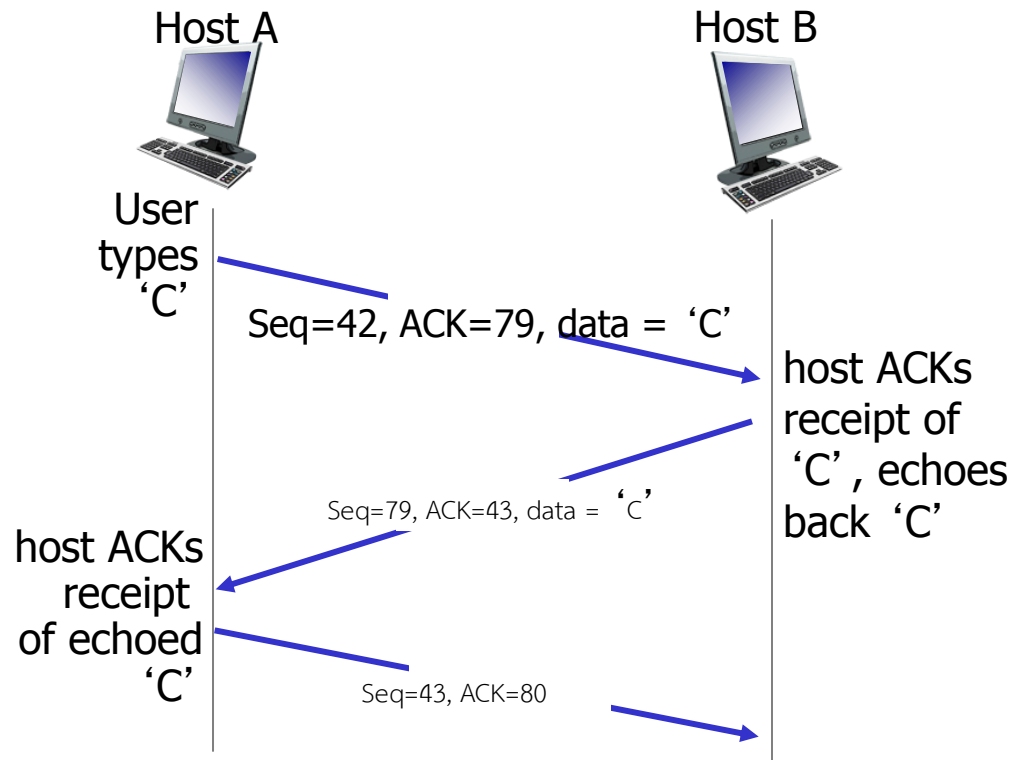 Host A
Host B
User
types
‘C’
Seq=42, ACK=79, data = ‘C’
host ACKs
receipt of
‘C’, echoes
back ‘C’
Seq=79, ACK=43, data = ‘C’
host ACKs
receipt
of echoed
‘C’
Seq=43, ACK=80